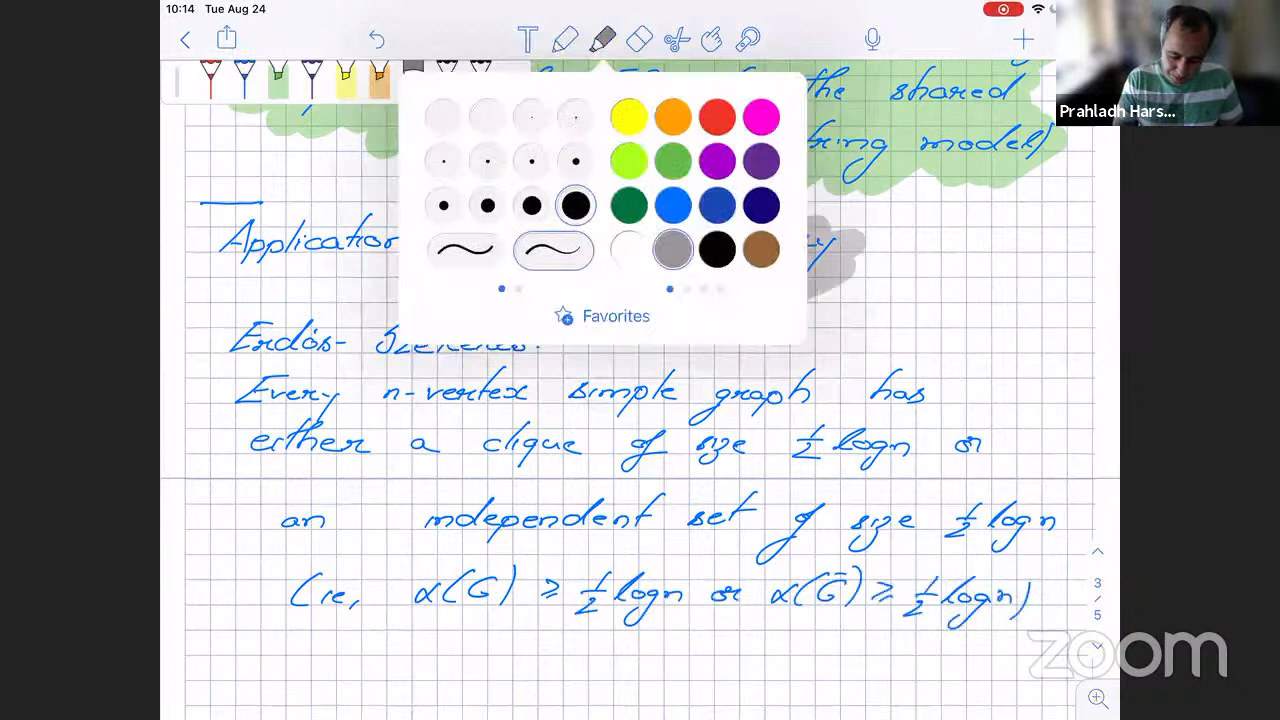 10:14 Tue Aug 24
the shared
Prahladh Hars...
string model)
Application
Favorites
Erdős- Szekeres:
Every n-vertex simple graph has
either a clique of size ½ log n or
an independent set of size ½ log n
(ie, α(G) ≥ ½ log n or α(Ḡ) ≥ ½ log n)
3
/
5
zoom